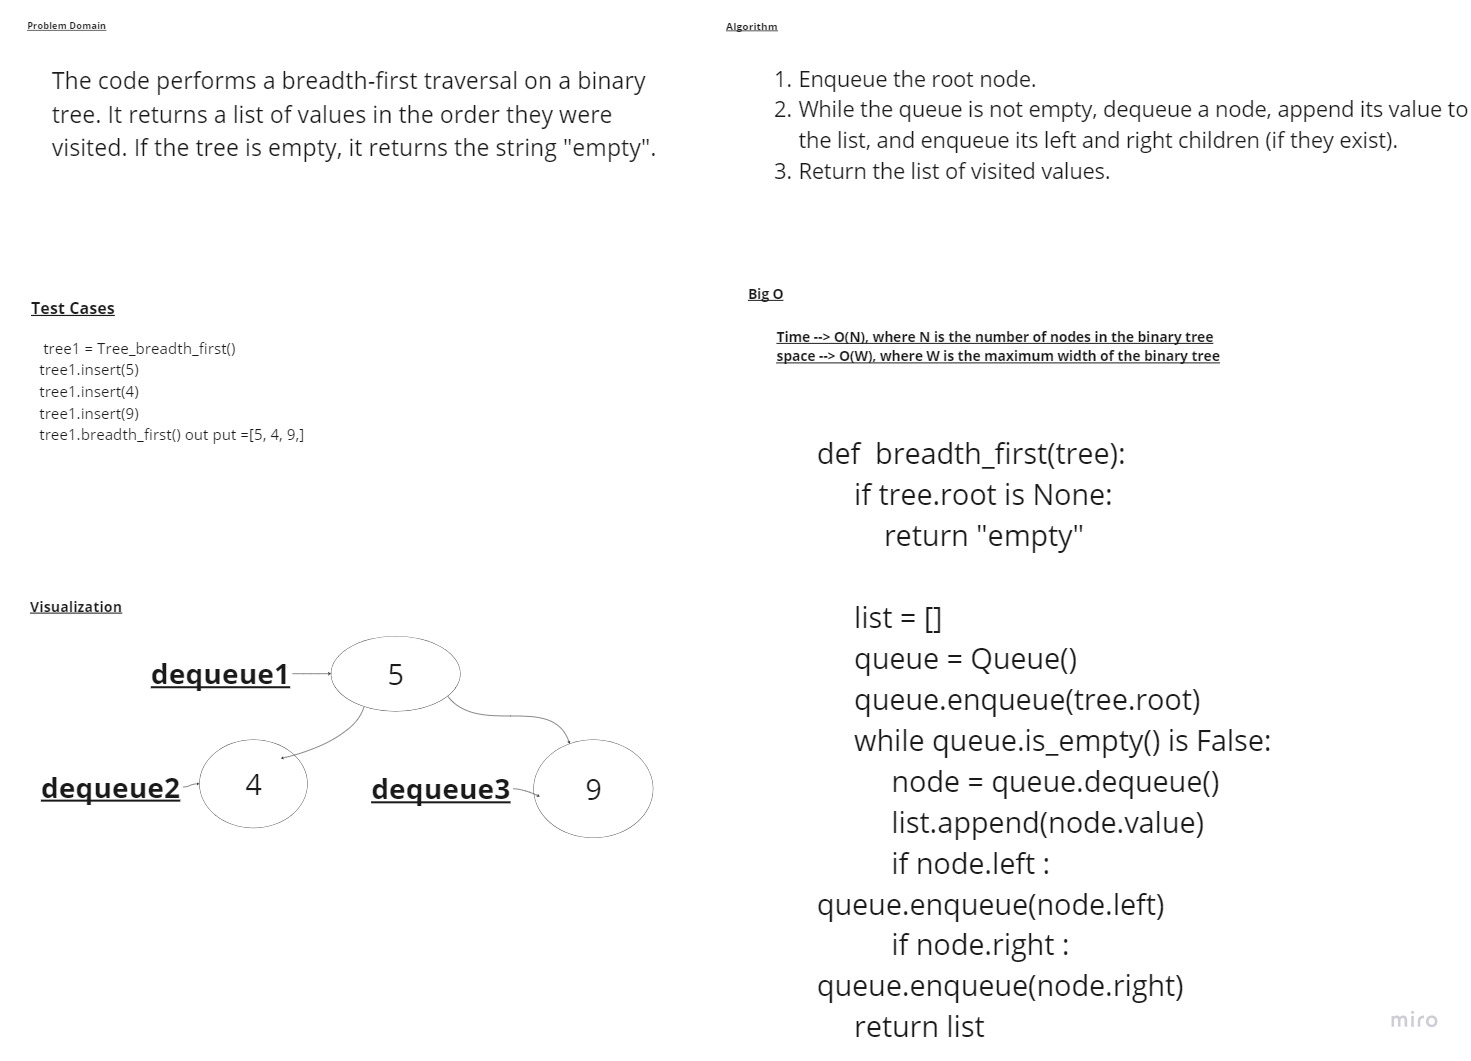 Problem Domain
The code performs a breadth-first traversal on a binary
tree. It returns a list of values in the order they were
visited. If the tree is empty, it returns the string "empty".
Test Cases
tree1 = Tree_breadth_first()
tree1.insert(5)
tree1.insert(4)
tree1.insert(9)
tree1.breadth_first() out put =[5, 4, 9,]
Visualization
dequeue1
5
dequeue2
4
dequeue3
9
Algorithm
1. Enqueue the root node.
2. While the queue is not empty, dequeue a node, append its value to
the list, and enqueue its left and right children (if they exist).
3. Return the list of visited values.
Big O
Time --> O(N), where N is the number of nodes in the binary tree
space --> O(W), where W is the maximum width of the binary tree
def  breadth_first(tree):
if tree.root is None:
return "empty"
list = []
queue = Queue()
queue.enqueue(tree.root)
while queue.is_empty() is False:
node = queue.dequeue()
list.append(node.value)
if node.left :
queue.enqueue(node.left)
if node.right :
queue.enqueue(node.right)
return list
miro